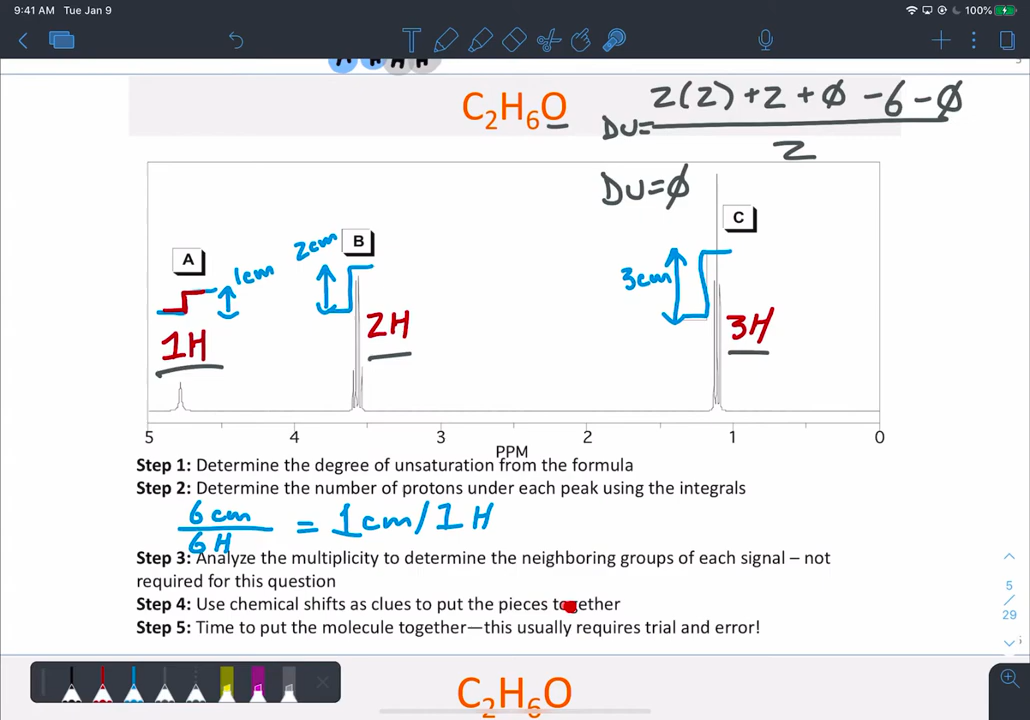 9:41 AM Tue Jan 9
100%
5
C2H6O
DU= 2(2)+2+∅-6-∅
2
DU=∅
A
1cm
1H
2cm
B
2H
3cm
C
3H
5 4 3 2 1 0
PPM
Step 1: Determine the degree of unsaturation from the formula
Step 2: Determine the number of protons under each peak using the integrals
6cm
6H
= 1cm/1H
Step 3: Analyze the multiplicity to determine the neighboring groups of each signal – not
required for this question
Step 4: Use chemical shifts as clues to put the pieces together
Step 5: Time to put the molecule together—this usually requires trial and error!
5
/
29
C2H6O